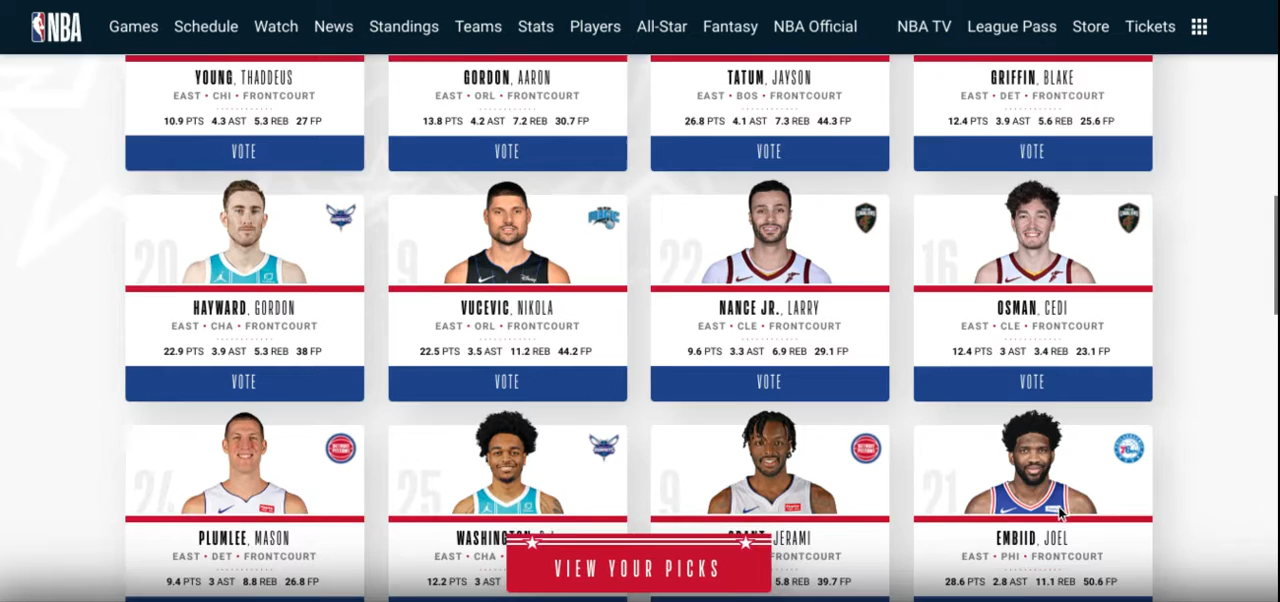 NBA Games Schedule Watch News Standings Teams Stats Players All-Star Fantasy NBA Official NBA TV League Pass Store Tickets
YOUNG, THADDEUS
EAST • CHI • FRONTCOURT
10.9 PTS 4.3 AST 5.3 REB 27 FP
VOTE
GORDON, AARON
EAST • ORL • FRONTCOURT
13.8 PTS 4.2 AST 7.2 REB 30.7 FP
VOTE
TATUM, JAYSON
EAST • BOS • FRONTCOURT
26.8 PTS 4.1 AST 7.3 REB 44.3 FP
VOTE
GRIFFIN, BLAKE
EAST • DET • FRONTCOURT
12.4 PTS 3.9 AST 5.6 REB 25.6 FP
VOTE
20
HAYWARD, GORDON
EAST • CHA • FRONTCOURT
22.9 PTS 3.9 AST 5.3 REB 38 FP
VOTE
9
VUCEVIC, NIKOLA
EAST • ORL • FRONTCOURT
22.5 PTS 3.5 AST 11.2 REB 44.2 FP
VOTE
22
NANCE JR., LARRY
EAST • CLE • FRONTCOURT
9.6 PTS 3.3 AST 6.9 REB 29.1 FP
VOTE
16
OSMAN, CEDI
EAST • CLE • FRONTCOURT
12.4 PTS 3 AST 3.4 REB 23.1 FP
VOTE
24
PLUMLEE, MASON
EAST • DET • FRONTCOURT
9.4 PTS 3 AST 8.8 REB 26.8 FP
25
EAST • CHA •
12.2 PTS 3 AST
9
JERAMI
FRONTCOURT
5.8 REB 39.7 FP
21
EMBIID, JOEL
EAST • PHI • FRONTCOURT
28.6 PTS 2.8 AST 11.1 REB 50.6 FP
VIEW YOUR PICKS